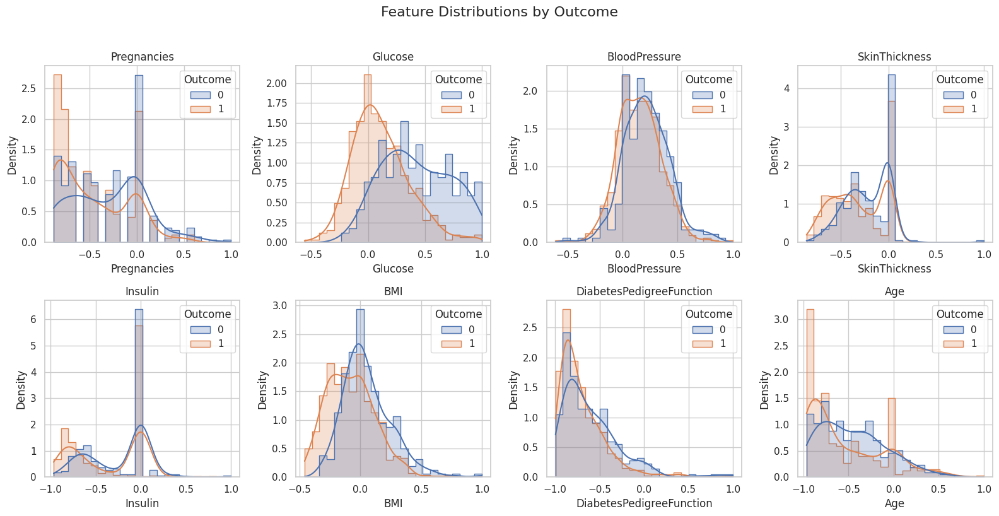 Feature Distributions by Outcome
Pregnancies
Density
2.5
2.0
1.5
1.0
0.5
0.0
−0.5 0.0 0.5 1.0
Pregnancies
Outcome
0
1
Glucose
Density
2.00
1.75
1.50
1.25
1.00
0.75
0.50
0.25
0.00
−0.5 0.0 0.5 1.0
Glucose
Outcome
0
1
BloodPressure
Density
2.0
1.5
1.0
0.5
0.0
−0.5 0.0 0.5 1.0
BloodPressure
Outcome
0
1
SkinThickness
Density
4
3
2
1
0
−0.5 0.0 0.5 1.0
SkinThickness
Outcome
0
1
Insulin
Density
6
5
4
3
2
1
0
−1.0 −0.5 0.0 0.5 1.0
Insulin
Outcome
0
1
BMI
Density
3.0
2.5
2.0
1.5
1.0
0.5
0.0
−0.5 0.0 0.5 1.0
BMI
Outcome
0
1
DiabetesPedigreeFunction
Density
2.5
2.0
1.5
1.0
0.5
0.0
−1.0 −0.5 0.0 0.5 1.0
DiabetesPedigreeFunction
Outcome
0
1
Age
Density
3.0
2.5
2.0
1.5
1.0
0.5
0.0
−1.0 −0.5 0.0 0.5 1.0
Age
Outcome
0
1